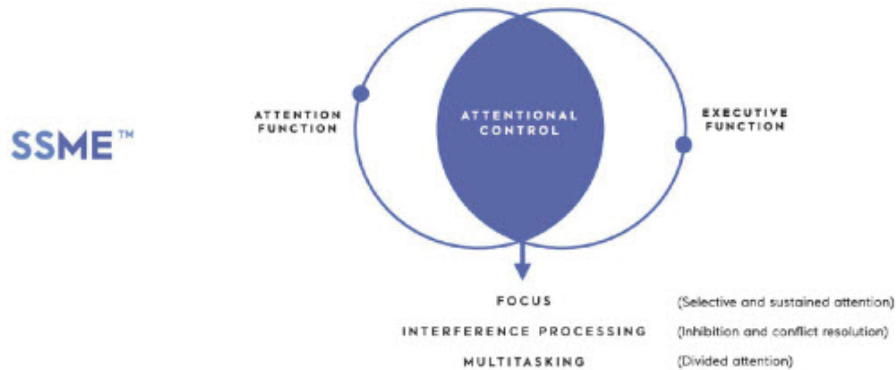 SSME™
ATTENTION
FUNCTION
ATTENTIONAL
CONTROL
EXECUTIVE
FUNCTION
FOCUS (Selective and sustained attention)
INTERFERENCE PROCESSING (Inhibition and conflict resolution)
MULTITASKING (Divided attention)